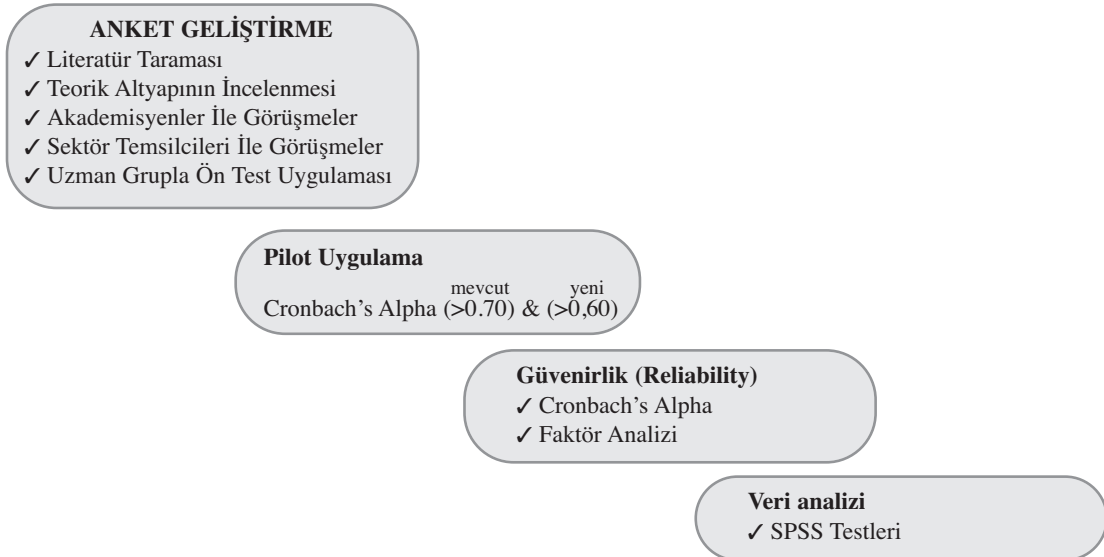 ANKET GELİŞTİRME
✓ Literatür Taraması
✓ Teorik Altyapının İncelenmesi
✓ Akademisyenler İle Görüşmeler
✓ Sektör Temsilcileri İle Görüşmeler
✓ Uzman Grupla Ön Test Uygulaması
Pilot Uygulama
mevcut yeni
Cronbach's Alpha (>0.70) & (>0,60)
Güvenirlik (Reliability)
✓ Cronbach's Alpha
✓ Faktör Analizi
Veri analizi
✓ SPSS Testleri